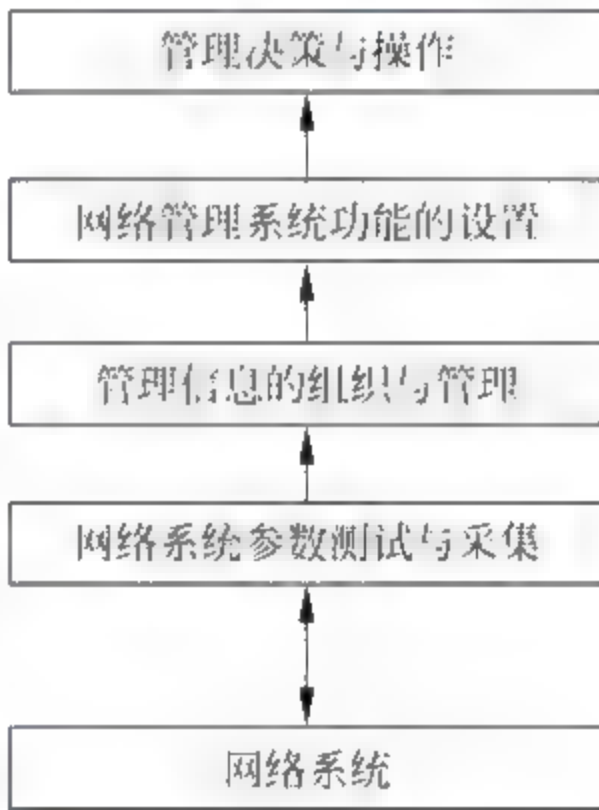 管理决策与操作
网络管理系统功能的设置
管理信息的组织与管理
网络系统参数测试与采集
网络系统